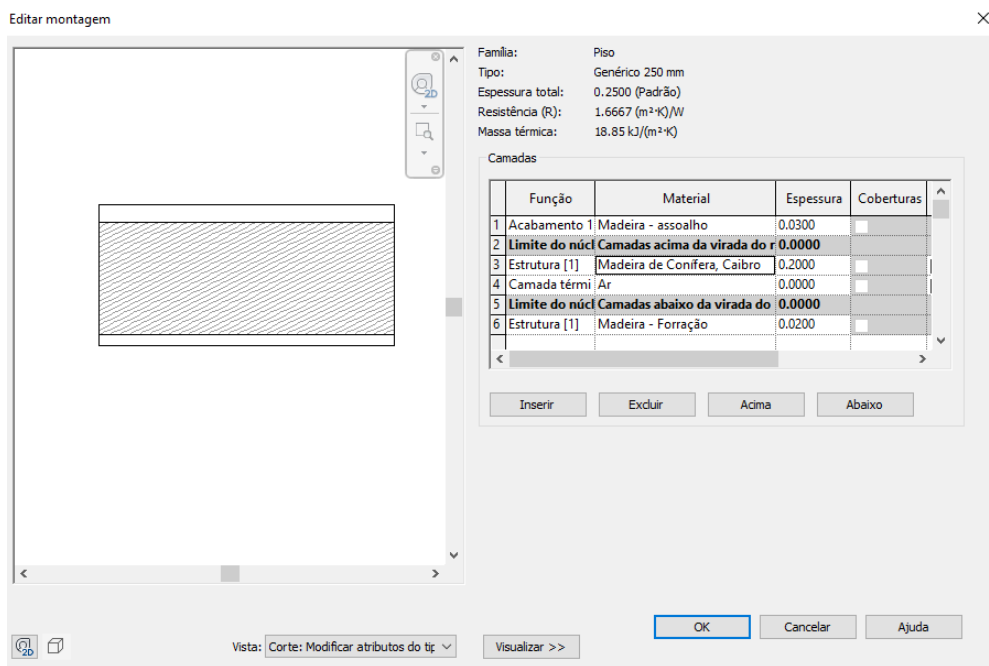 Editar montagem
2D
Família: Piso
Tipo: Genérico 250 mm
Espessura total: 0.2500 (Padrão)
Resistência (R): 1.6667 (m²·K)/W
Massa térmica: 18.85 kJ/(m²·K)
Camadas
Função Material Espessura Coberturas
1 Acabamento 1 Madeira - assoalho 0.0300
2 Limite do núcl Camadas acima da virada do r 0.0000
3 Estrutura [1] Madeira de Conífera, Caibro 0.2000
4 Camada térmi Ar 0.0000
5 Limite do núcl Camadas abaixo da virada do 0.0000
6 Estrutura [1] Madeira - Forração 0.0200
Inserir Excluir Acima Abaixo
OK Cancelar Ajuda
2D Vista: Corte: Modificar atributos do tip Visualizar >>